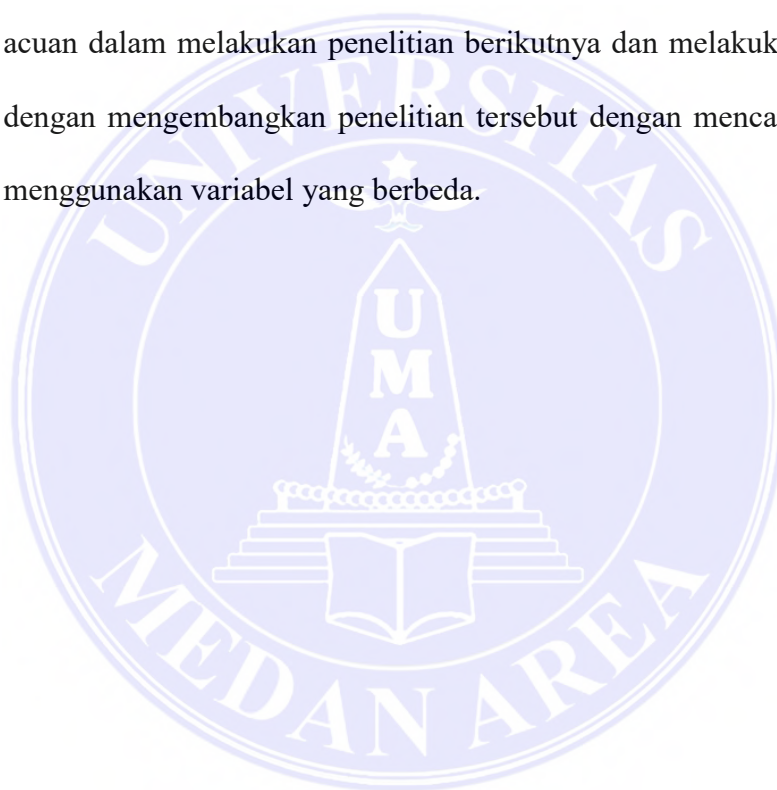 acuan dalam melakukan penelitian berikutnya dan melakuk
dengan mengembangkan penelitian tersebut dengan menca
menggunakan variabel yang berbeda.
UNIVERSITAS
U
M
A
MEDAN AREA